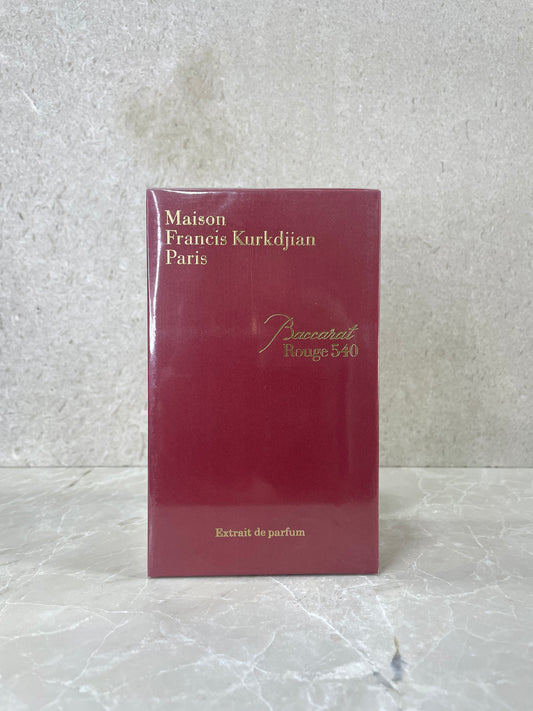 Maison
Francis Kurkdjian
Paris
Baccarat
Rouge 540
Extrait de parfum